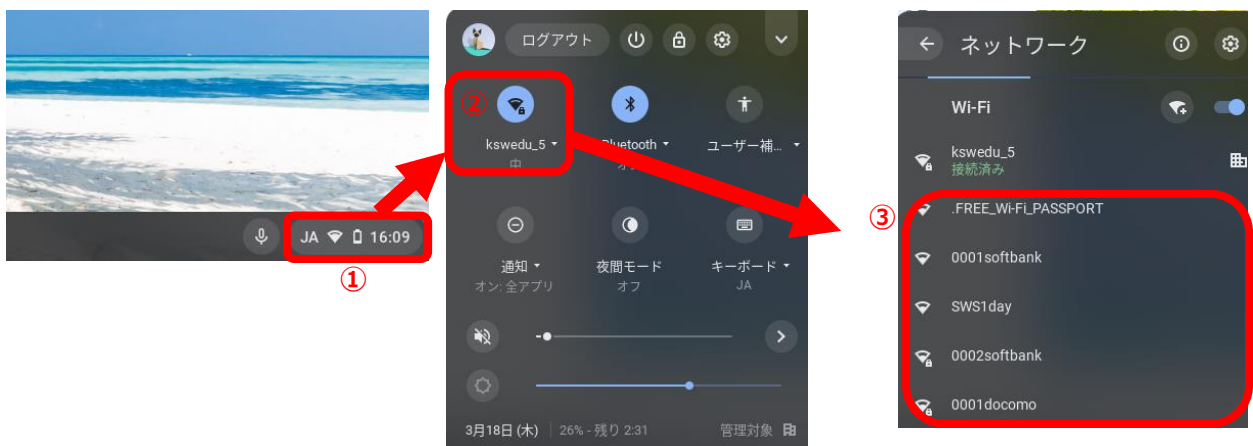 JA 16:09
①
ログアウト
②
kswedu_5
中
Bluetooth
ユーザー補...
通知
オン: 全アプリ
夜間モード
オフ
キーボード
JA
3月18日 (木)
26% - 残り 2:31
管理対象
ネットワーク
Wi-Fi
kswedu_5
接続済み
③
.FREE_Wi-Fi_PASSPORT
0001softbank
SWS1day
0002softbank
0001docomo